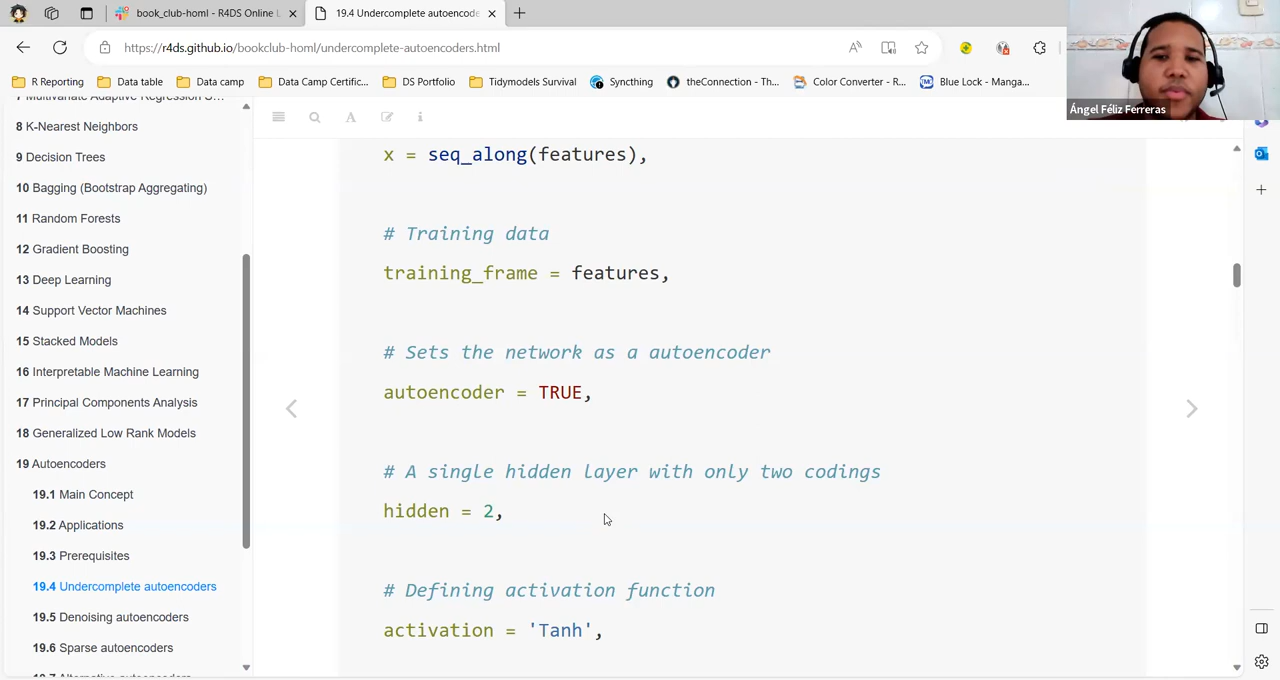 book_club-homl - R4DS Online L
19.4 Undercomplete autoencode
https://r4ds.github.io/bookclub-homl/undercomplete-autoencoders.html
R Reporting
Data table
Data camp
Data Camp Certific...
DS Portfolio
Tidymodels Survival
Syncthing
theConnection - Th...
Color Converter - R...
Blue Lock - Manga...
Ángel Féliz Ferreras
8 K-Nearest Neighbors
9 Decision Trees
10 Bagging (Bootstrap Aggregating)
11 Random Forests
12 Gradient Boosting
13 Deep Learning
14 Support Vector Machines
15 Stacked Models
16 Interpretable Machine Learning
17 Principal Components Analysis
18 Generalized Low Rank Models
19 Autoencoders
19.1 Main Concept
19.2 Applications
19.3 Prerequisites
19.4 Undercomplete autoencoders
19.5 Denoising autoencoders
19.6 Sparse autoencoders
x = seq_along(features),
# Training data
training_frame = features,
# Sets the network as a autoencoder
autoencoder = TRUE,
# A single hidden layer with only two codings
hidden = 2,
# Defining activation function
activation = 'Tanh',